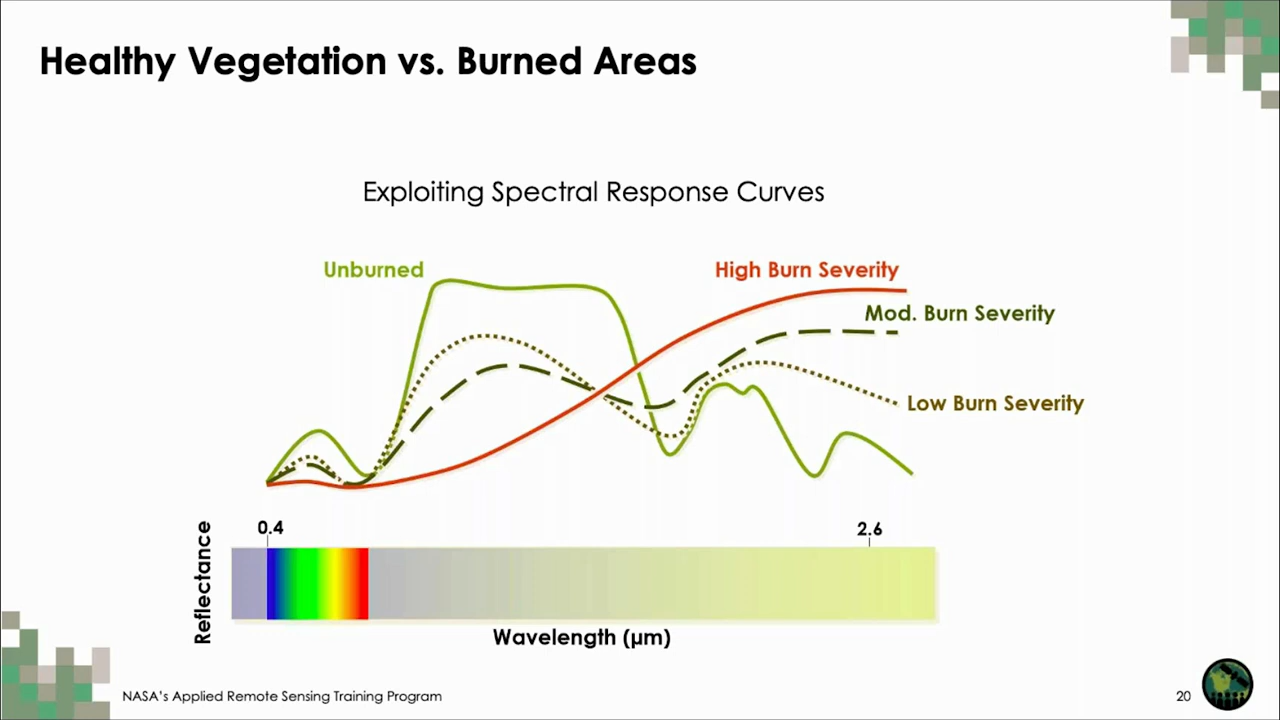 Healthy Vegetation vs. Burned Areas
Exploiting Spectral Response Curves
Unburned
High Burn Severity
Mod. Burn Severity
Low Burn Severity
0.4
2.6
Reflectance
Wavelength (µm)
NASA's Applied Remote Sensing Training Program
20